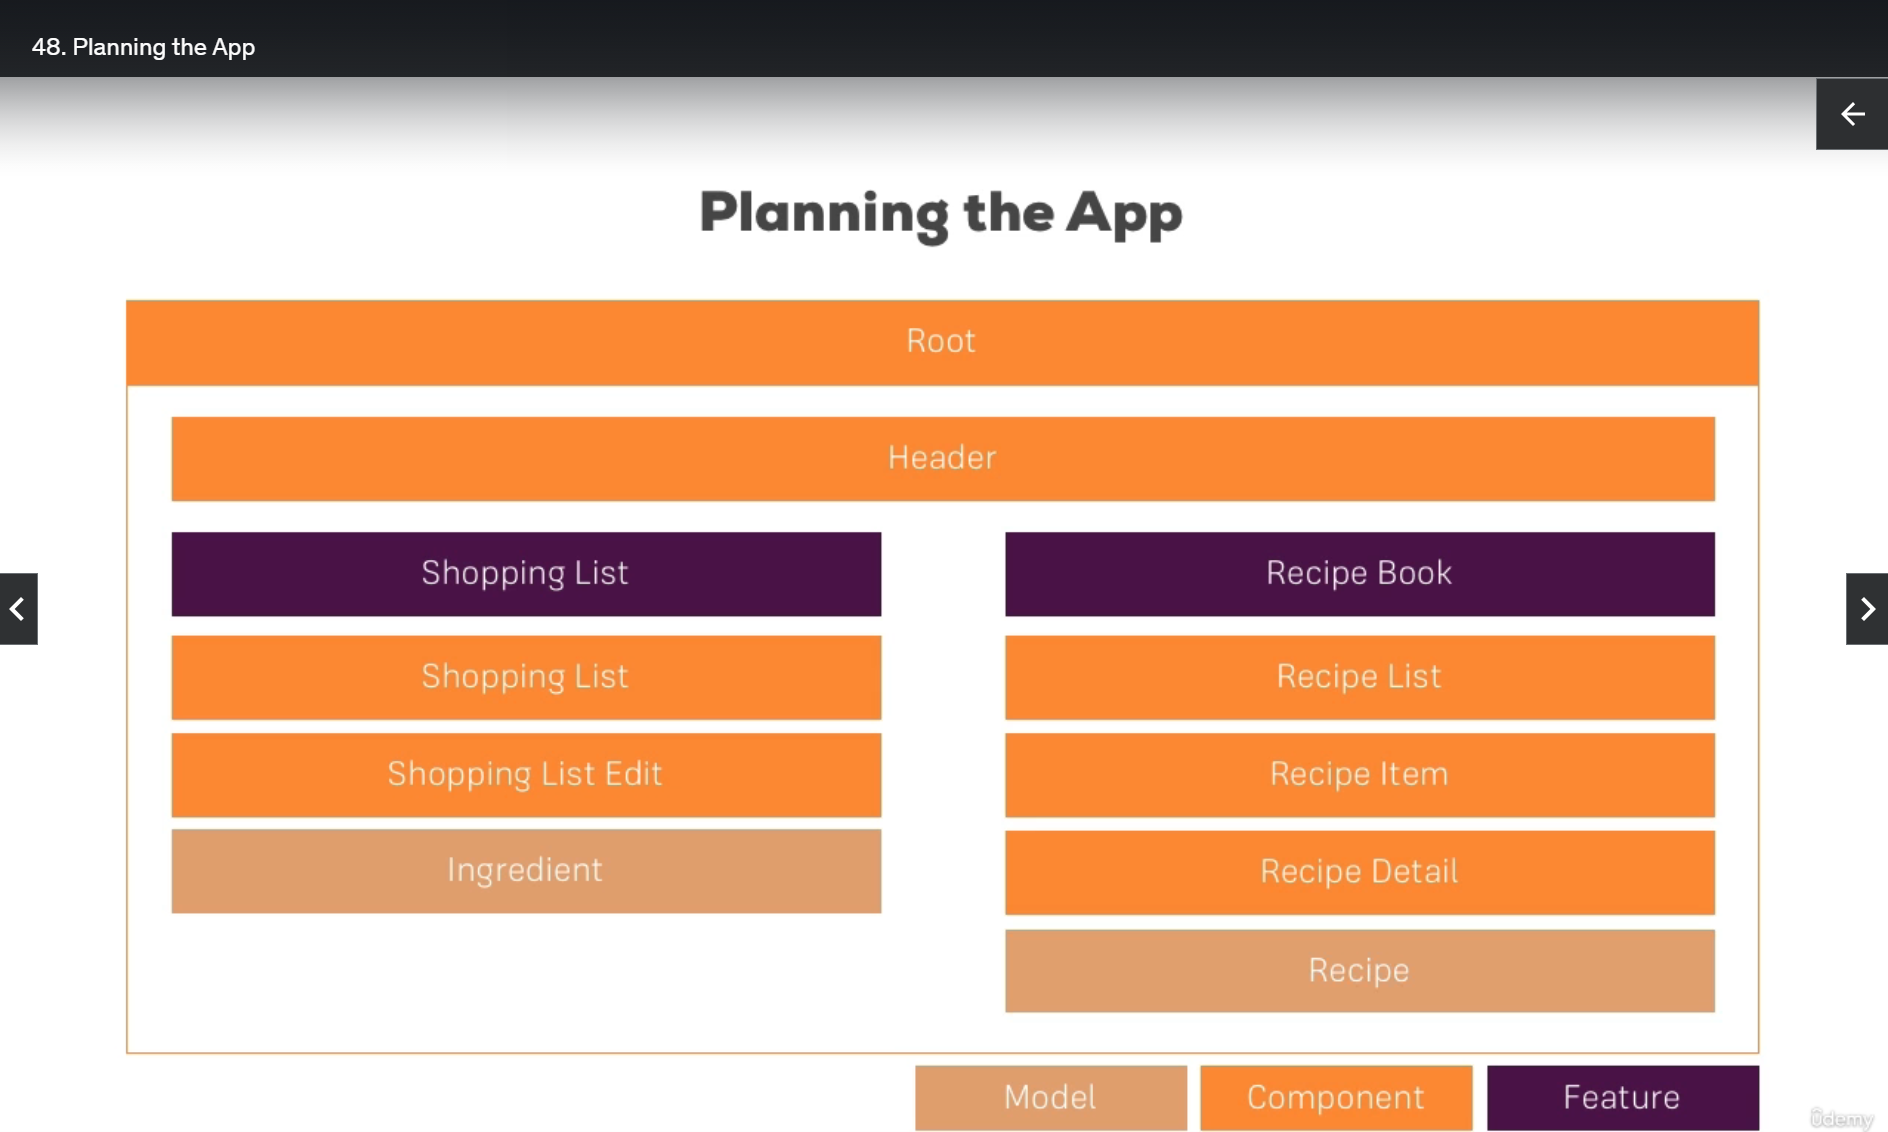 48. Planning the App
Planning the App
Root
Header
Shopping List
Shopping List
Shopping List Edit
Ingredient
Recipe Book
Recipe List
Recipe Item
Recipe Detail
Recipe
Model
Component
Feature
ûdemy